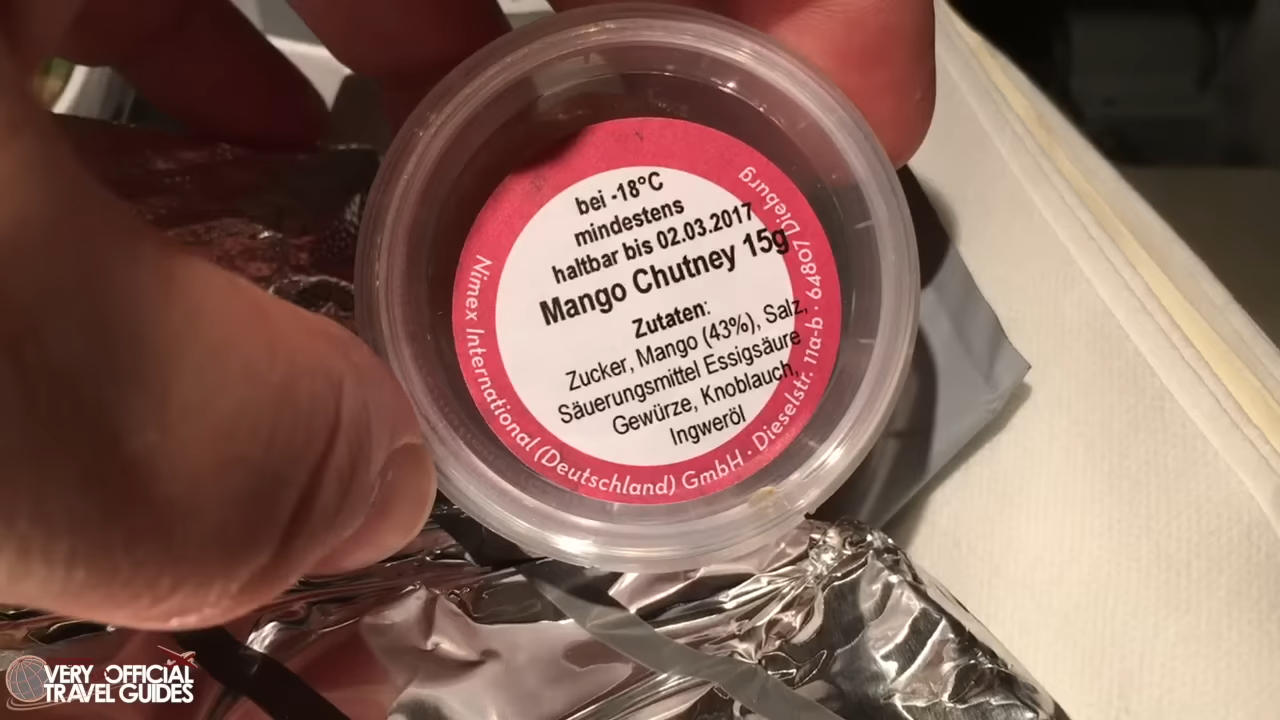 bei -18°C
mindestens
haltbar bis 02.03.2017
Mango Chutney 15g
Zutaten:
Zucker, Mango (43%), Salz,
Säuerungsmittel Essigsäure
Gewürze, Knoblauch,
Ingweröl
Nimex International (Deutschland) GmbH · Dieselstr. 11a-b · 64807 Dieburg
VERY OFFICIAL
TRAVEL GUIDES